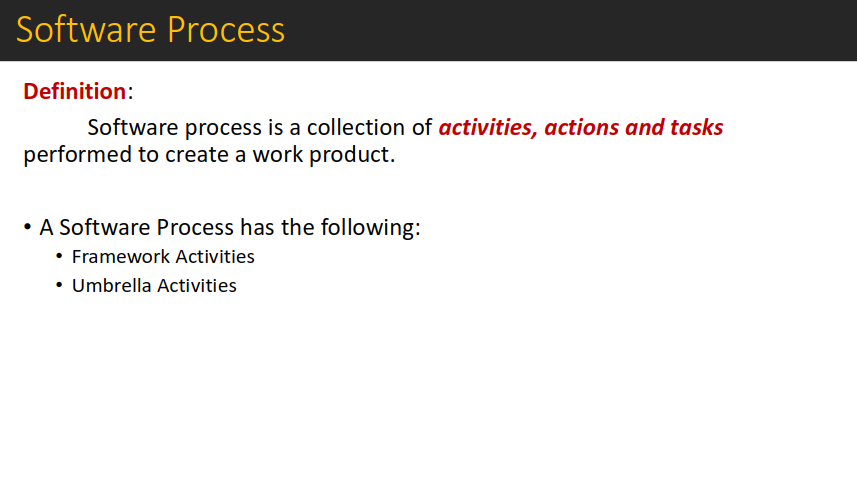 Software Process
Definition:
Software process is a collection of activities, actions and tasks
performed to create a work product.
• A Software Process has the following:
• Framework Activities
• Umbrella Activities